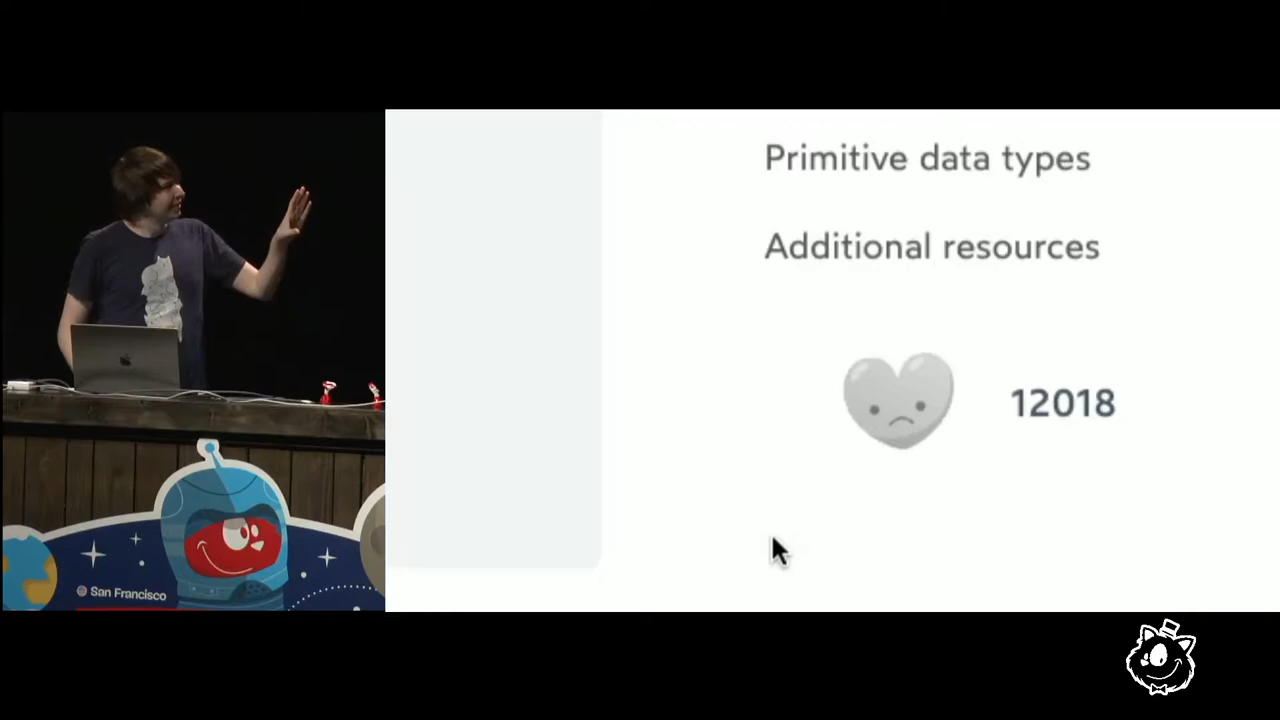 Primitive data types
Additional resources
12018
San Francisco